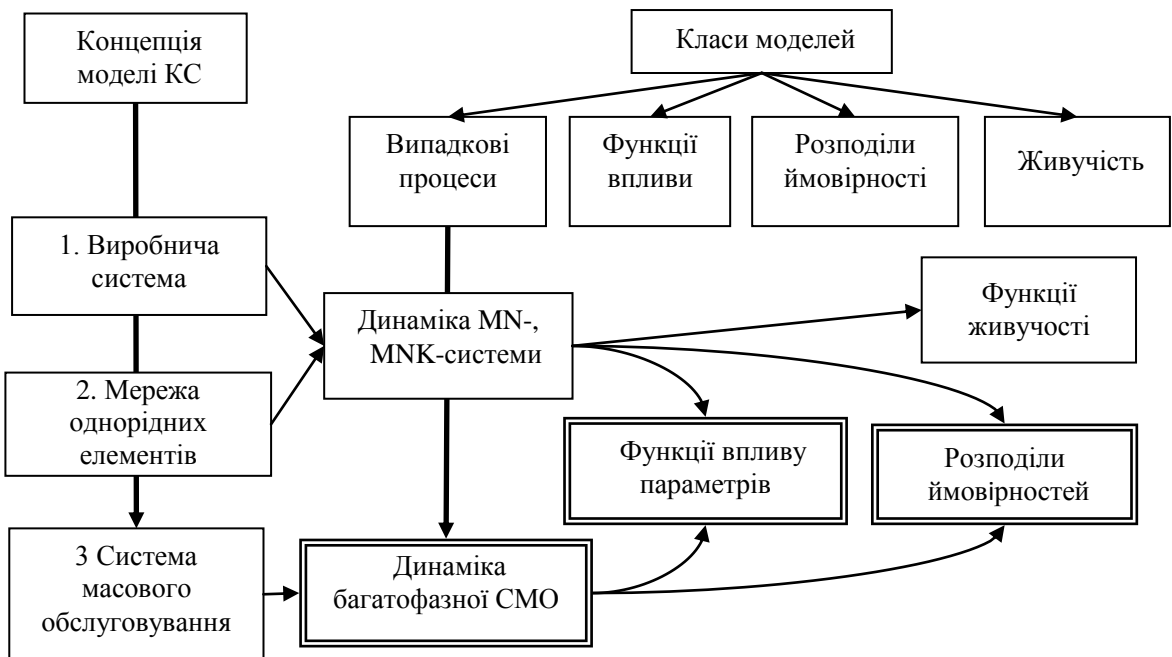 Концепція
моделі КС
Класи моделей
Випадкові
процеси
Функції
впливи
Розподіли
ймовірності
Живучість
1. Виробнича
система
Динаміка MN-,
MNK-системи
Функції
живучості
2. Мережа
однорідних
елементів
Функції впливу
параметрів
Розподіли
ймовірностей
3 Система
масового
обслуговування
Динаміка
багатофазної СМО